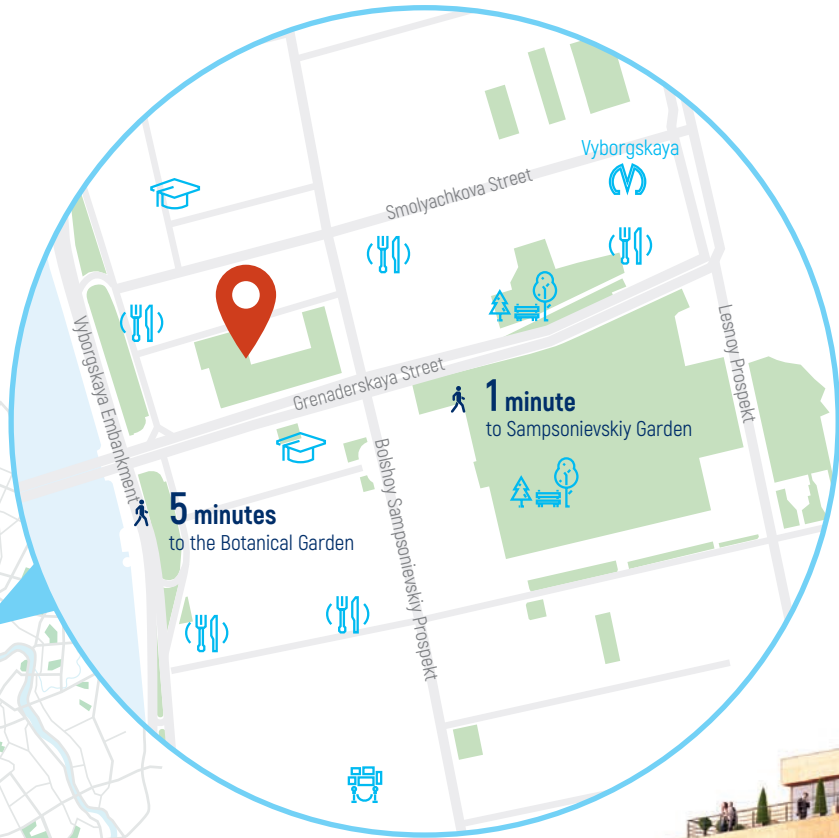 Vyborgskaya
Smolyachkova Street
Vyborgskaya Embankment
Lesnoy Prospekt
Grenaderskaya Street
1 minute
to Sampsonievskiy Garden
Bolshoy Sampsonievskiy Prospekt
5 minutes
to the Botanical Garden